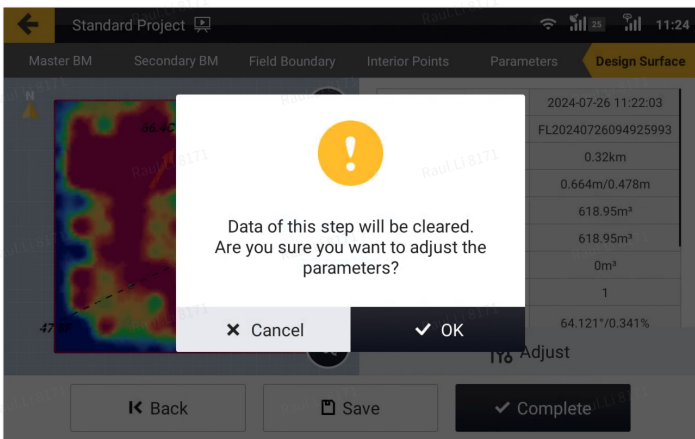 Standard Project
25
11:24
Master BM
Secondary BM
Field Boundary
Interior Points
Parameters
Design Surface
N
2024-07-26 11:22:03
FL20240726094925993
0.32km
0.664m/0.478m
618.95m³
618.95m³
0m³
1
64.121°/0.341%
Data of this step will be cleared.
Are you sure you want to adjust the
parameters?
Cancel
OK
Adjust
Back
Save
Complete
Raul.Li8171